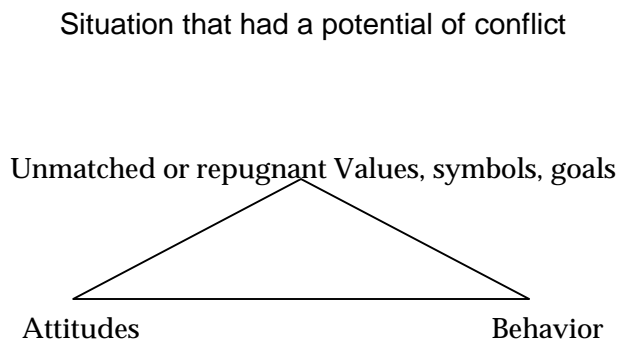 Situation that had a potential of conflict
Unmatched or repugnant Values, symbols, goals
Attitudes
Behavior